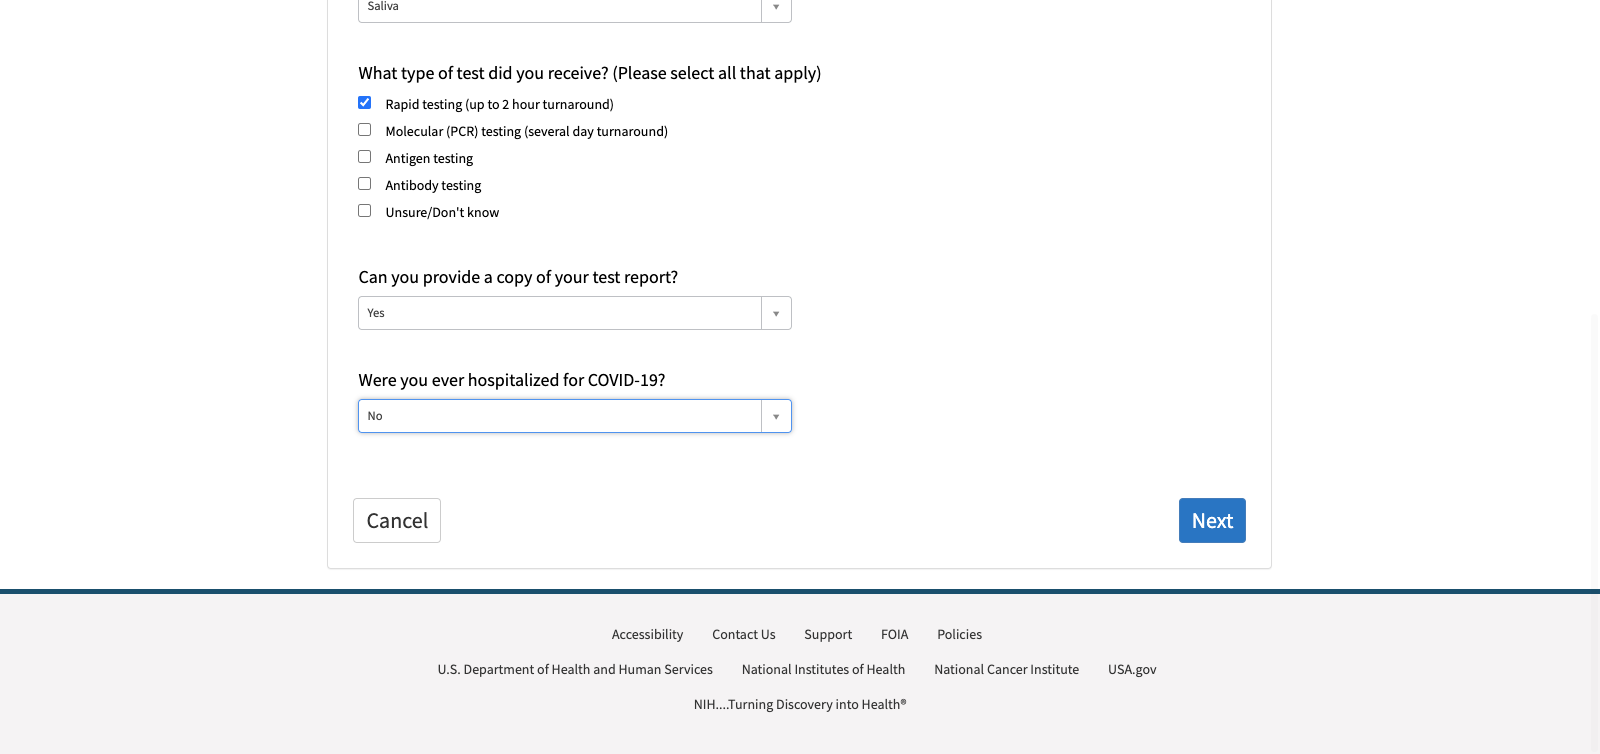 Saliva
What type of test did you receive? (Please select all that apply)
Rapid testing (up to 2 hour turnaround)
Molecular (PCR) testing (several day turnaround)
Antigen testing
Antibody testing
Unsure/Don't know
Can you provide a copy of your test report?
Yes
Were you ever hospitalized for COVID-19?
No
Cancel Next
Accessibility Contact Us Support FOIA Policies
U.S. Department of Health and Human Services National Institutes of Health National Cancer Institute USA.gov
NIH....Turning Discovery into Health®